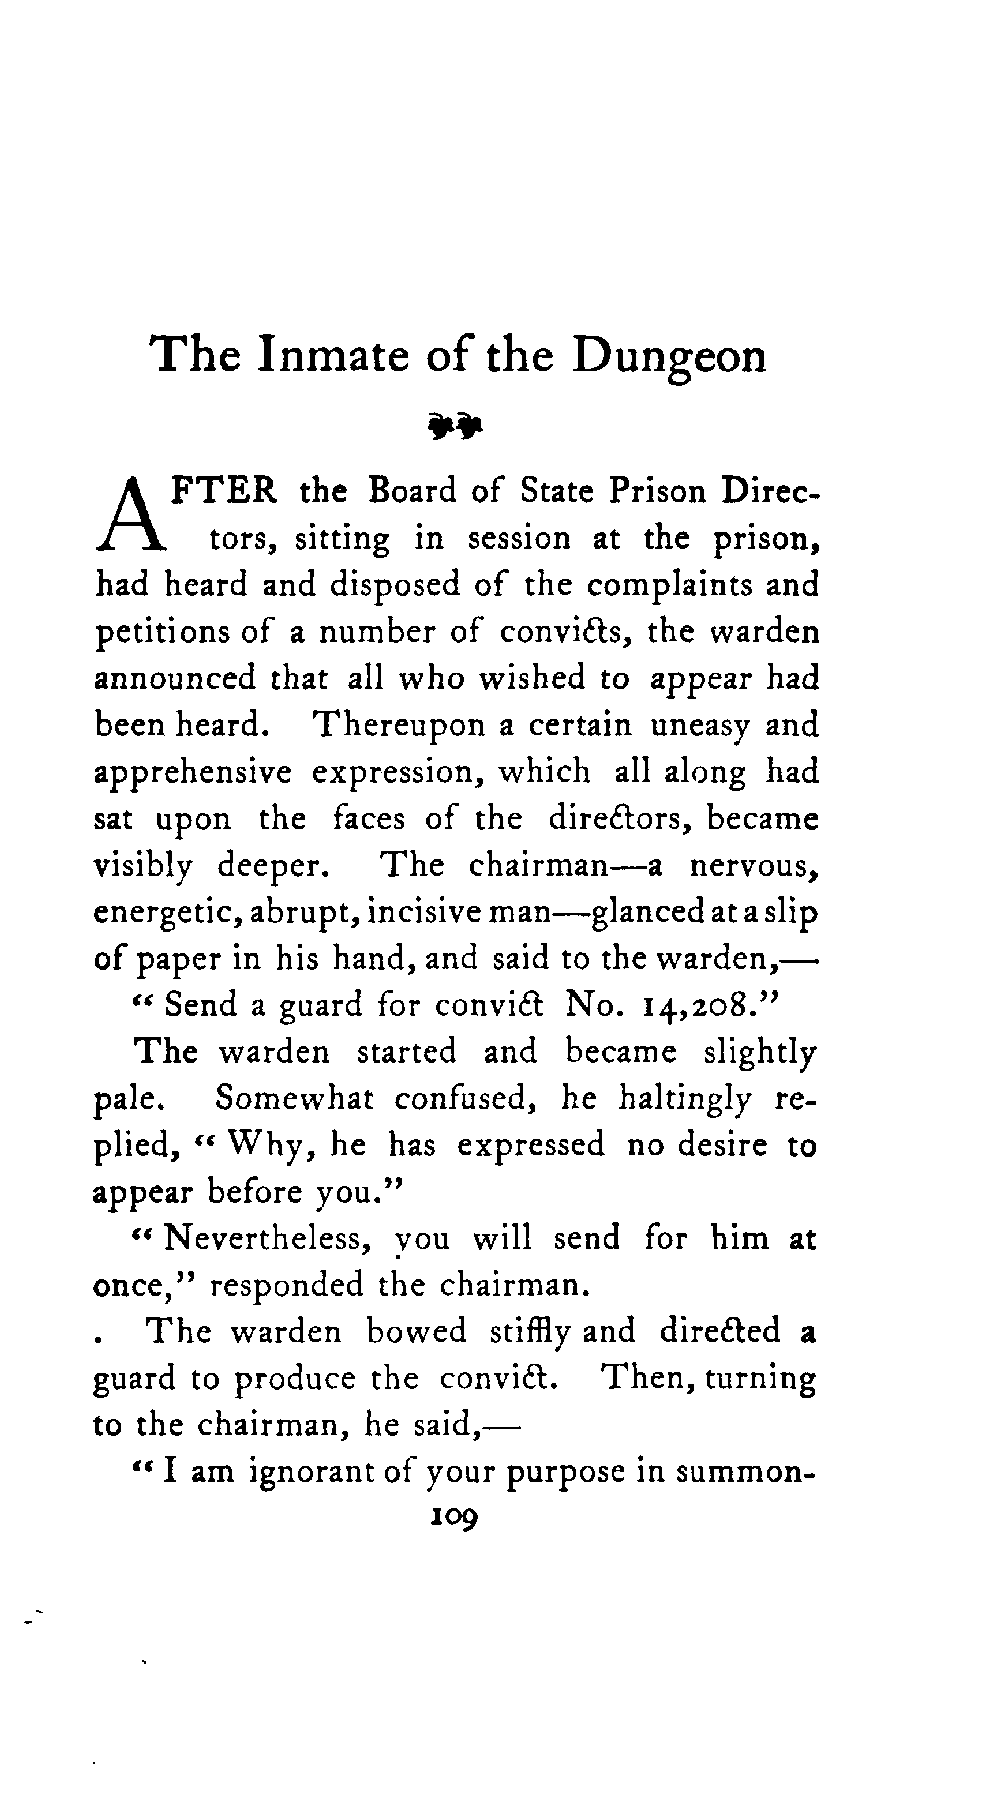 The Inmate of the Dungeon
AFTER the Board of State Prison Direc-
tors, sitting in session at the prison,
had heard and disposed of the complaints and
petitions of a number of convicts, the warden
announced that all who wished to appear had
been heard. Thereupon a certain uneasy and
apprehensive expression, which all along had
sat upon the faces of the directors, became
visibly deeper. The chairman—a nervous,
energetic, abrupt, incisive man—glanced at a slip
of paper in his hand, and said to the warden,—
“Send a guard for convict No. 14,208.”
The warden started and became slightly
pale. Somewhat confused, he haltingly re-
plied, “Why, he has expressed no desire to
appear before you.”
“Nevertheless, you will send for him at
once,” responded the chairman.
The warden bowed stiffly and directed a
guard to produce the convict. Then, turning
to the chairman, he said,—
“I am ignorant of your purpose in summon-
109